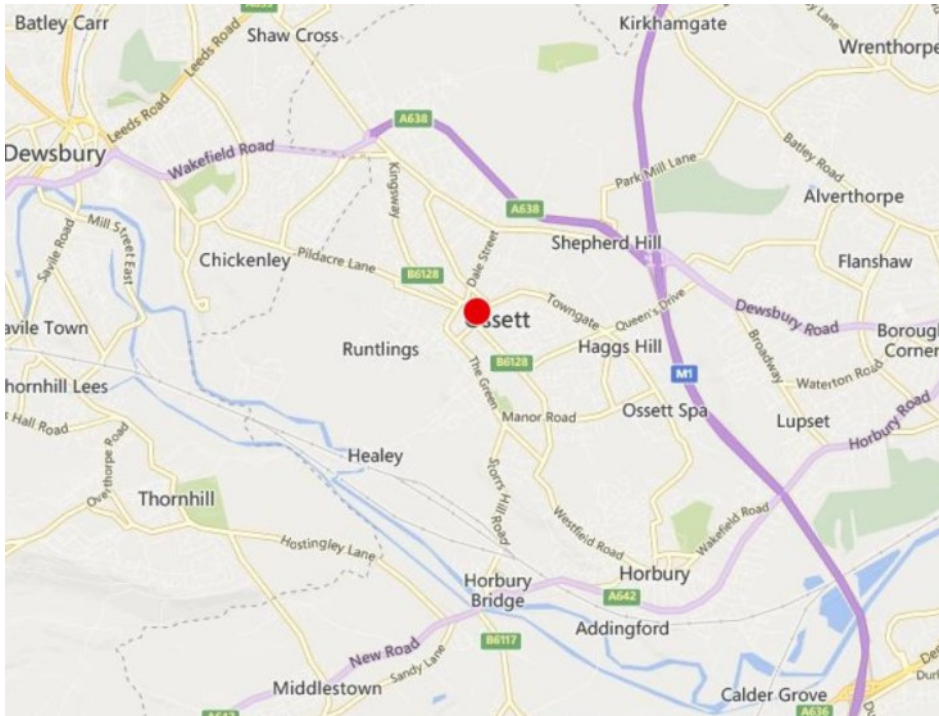 Batley Carr
A653
Shaw Cross
Leeds Road
Kirkhamgate
Wrenthorpe
Leeds Road
Dewsbury
Wakefield Road
A638
Kingsway
Park Mill Lane
Batley Road
Alverthorpe
A638
Savile Road
Mill Street East
Chickenley
Pildacre Lane
B6128
Dale Street
Shepherd Hill
Flanshaw
Towngate
Queen's Drive
Dewsbury Road
Ossett
avile Town
Runtlings
B6128
Haggs Hill
Broadway
Borough
Corner
The Green
M1
Waterton Road
hornhill Lees
Hall Road
Manor Road
Ossett Spa
Lupset
Horbury Road
Overthorpe Road
Healey
Storrs Hill Road
Thornhill
Westfield Road
Wakefield Road
Hostingley Lane
Horbury
Bridge
Horbury
A642
Addingford
New Road
Sandy Lane
B6117
Middlestown
Calder Grove
A642
A636